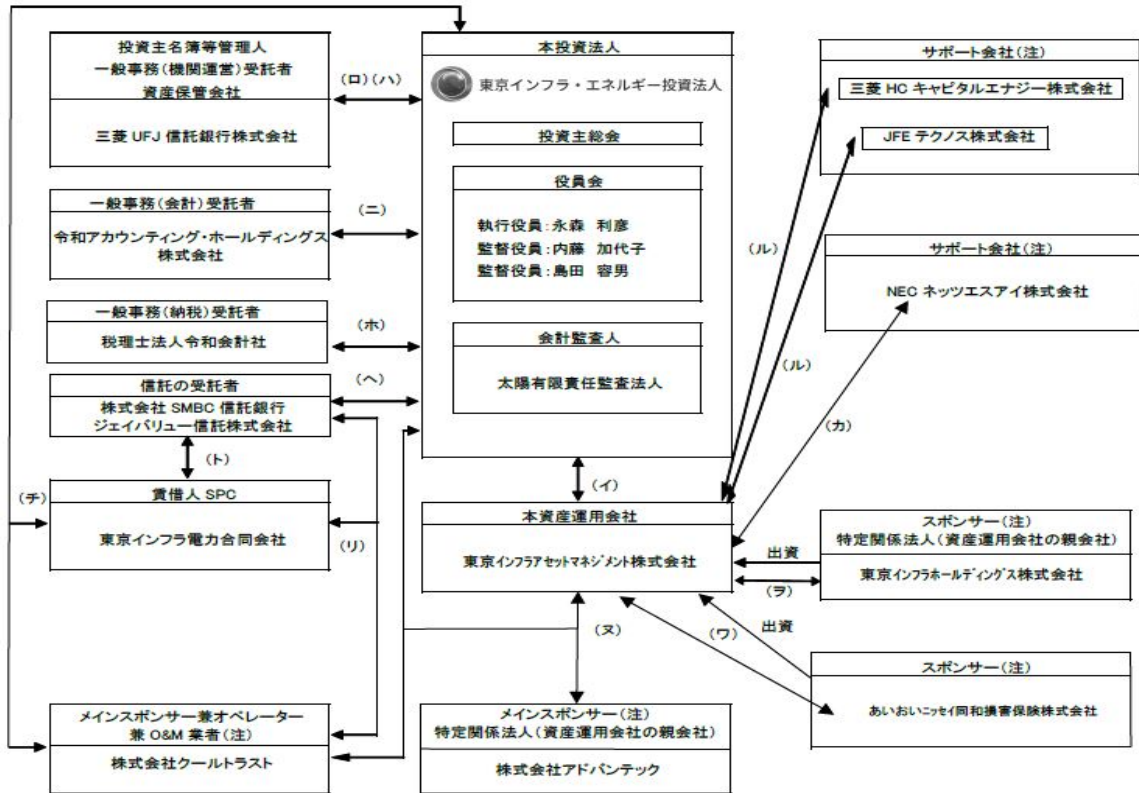 投資主名簿等管理人
一般事務(機関運営)受託者
資産保管会社
三菱 UFJ 信託銀行株式会社
(ロ)(ハ)
一般事務(会計)受託者
令和アカウンティング・ホールディングス
株式会社
(ニ)
一般事務(納税)受託者
税理士法人令和会計社
(ホ)
信託の受託者
株式会社 SMBC 信託銀行
ジェイバリュー信託株式会社
(ヘ)
(ト)
(チ)
賃借人 SPC
東京インフラ電力合同会社
(リ)
メインスポンサー兼オペレーター
兼 O&M 業者(注)
株式会社クールトラスト
本投資法人
東京インフラ・エネルギー投資法人
投資主総会
役員会
執行役員:永森 利彦
監督役員:内藤 加代子
監督役員:島田 容男
会計監査人
太陽有限責任監査法人
(イ)
本資産運用会社
東京インフラアセットマネジメント株式会社
(ヌ)
メインスポンサー(注)
特定関係法人(資産運用会社の親会社)
株式会社アドバンテック
サポート会社(注)
三菱 HC キャピタルエナジー株式会社
JFE テクノス株式会社
(ル)
(ル)
サポート会社(注)
NEC ネッツエスアイ株式会社
(カ)
スポンサー(注)
特定関係法人(資産運用会社の親会社)
東京インフラホールディングス株式会社
出資
(ヲ)
(ワ)
出資
スポンサー(注)
あいおいニッセイ同和損害保険株式会社